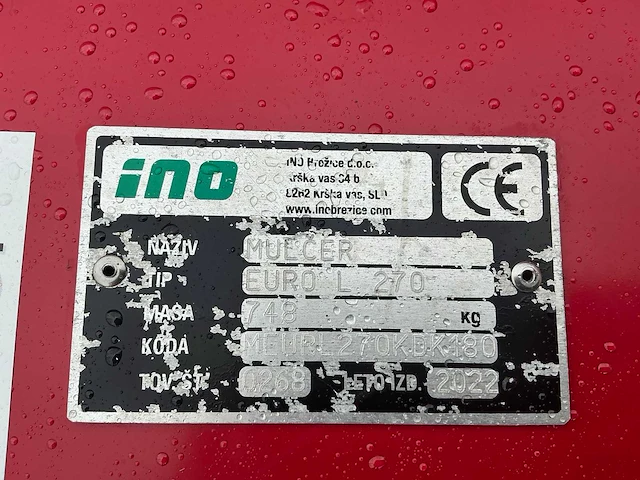 ino
INO Brežice d.o.o.
Krška vas 34 b
8262 Krška vas, SLO
www.inobrezice.com
CE
NAZIV MULČER
TIP EURO L 270
MASA 748 kg
KODA
TOV.ŠT. 0268 LETO IZD. 2022